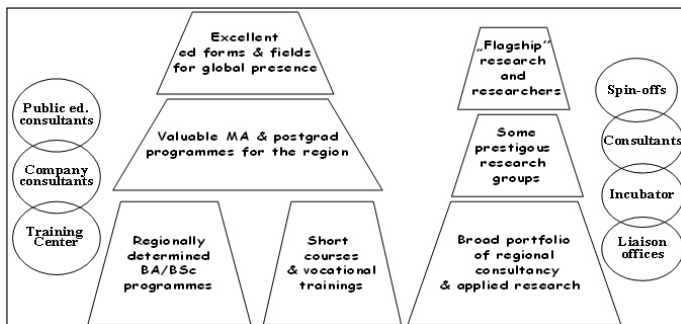 Excellent
ed forms & fields
for global presence
„Flagship”
research
and
researchers
Public ed.
consultants
Spin-offs
Valuable MA & postgrad
programmes for the region
Some
prestigous
research
groups
Consultants
Company
consultants
Incubator
Training
Center
Regionally
determined
BA/BSc
programmes
Short
courses
& vocational
trainings
Broad portfolio
of regional
consultancy
& applied research
Liaison
offices